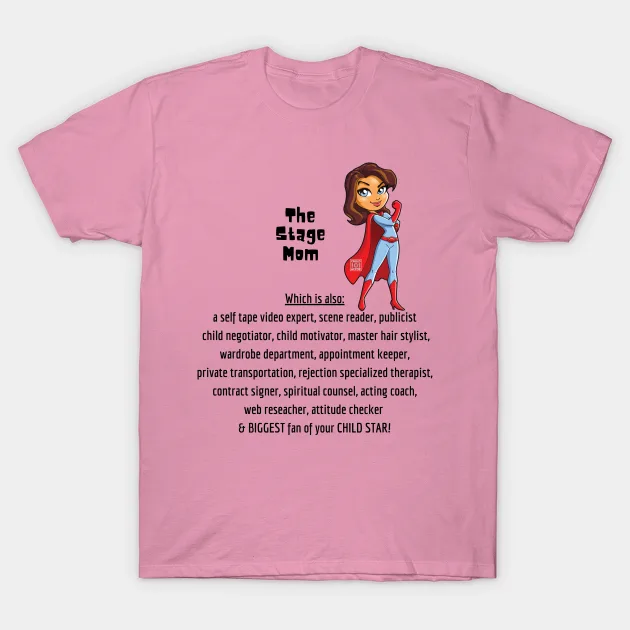 The
Stage
Mom
Which is also:
a self tape video expert, scene reader, publicist
child negotiator, child motivator, master hair stylist,
wardrobe department, appointment keeper,
private transportation, rejection specialized therapist,
contract signer, spiritual counsel, acting coach,
web reseacher, attitude checker
& BIGGEST fan of your CHILD STAR!